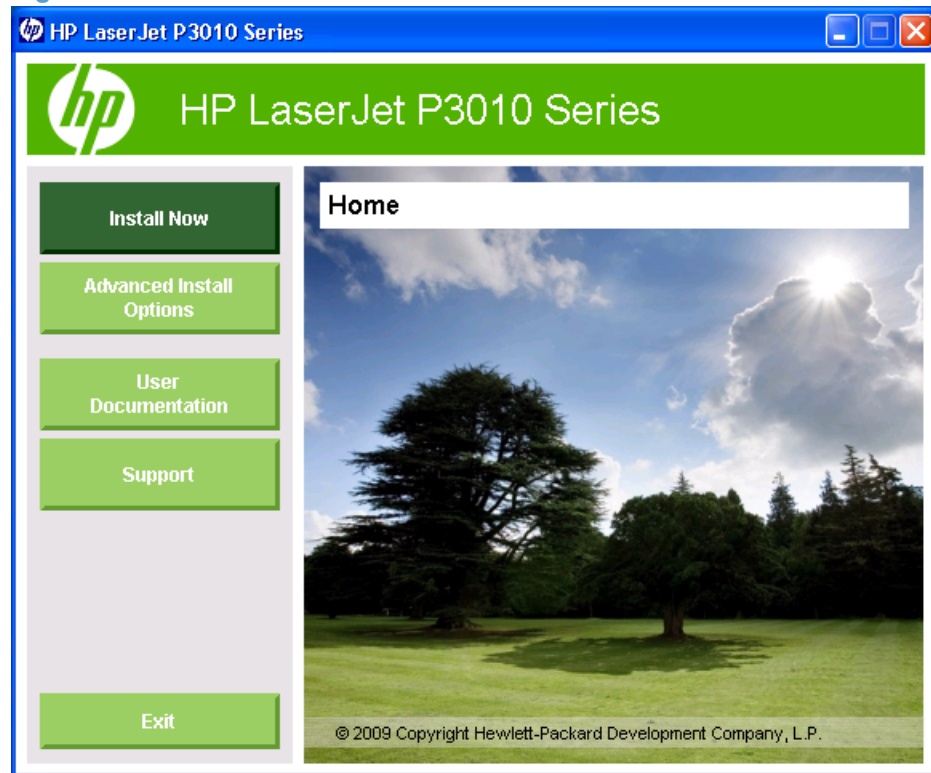 HP LaserJet P3010 Series
hp HP LaserJet P3010 Series
Install Now
Advanced Install
Options
User
Documentation
Support
Exit
Home
© 2009 Copyright Hewlett-Packard Development Company, L.P.